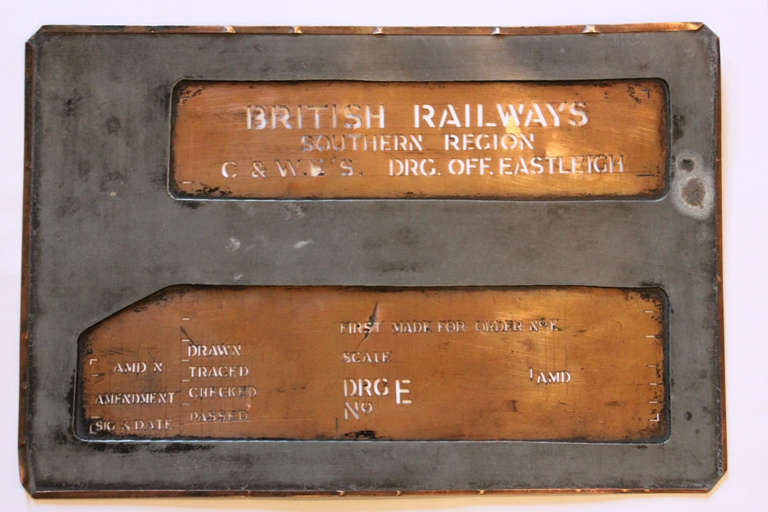 BRITISH RAILWAYS
SOUTHERN REGION
C & W.E'S. DRG. OFF. EASTLEIGH
FIRST MADE FOR ORDER No E
DRAWN
SCALE
AMD N
TRACED
AMD
CHECKED
DRG E
No
AMENDMENT
PASSED
SIG & DATE